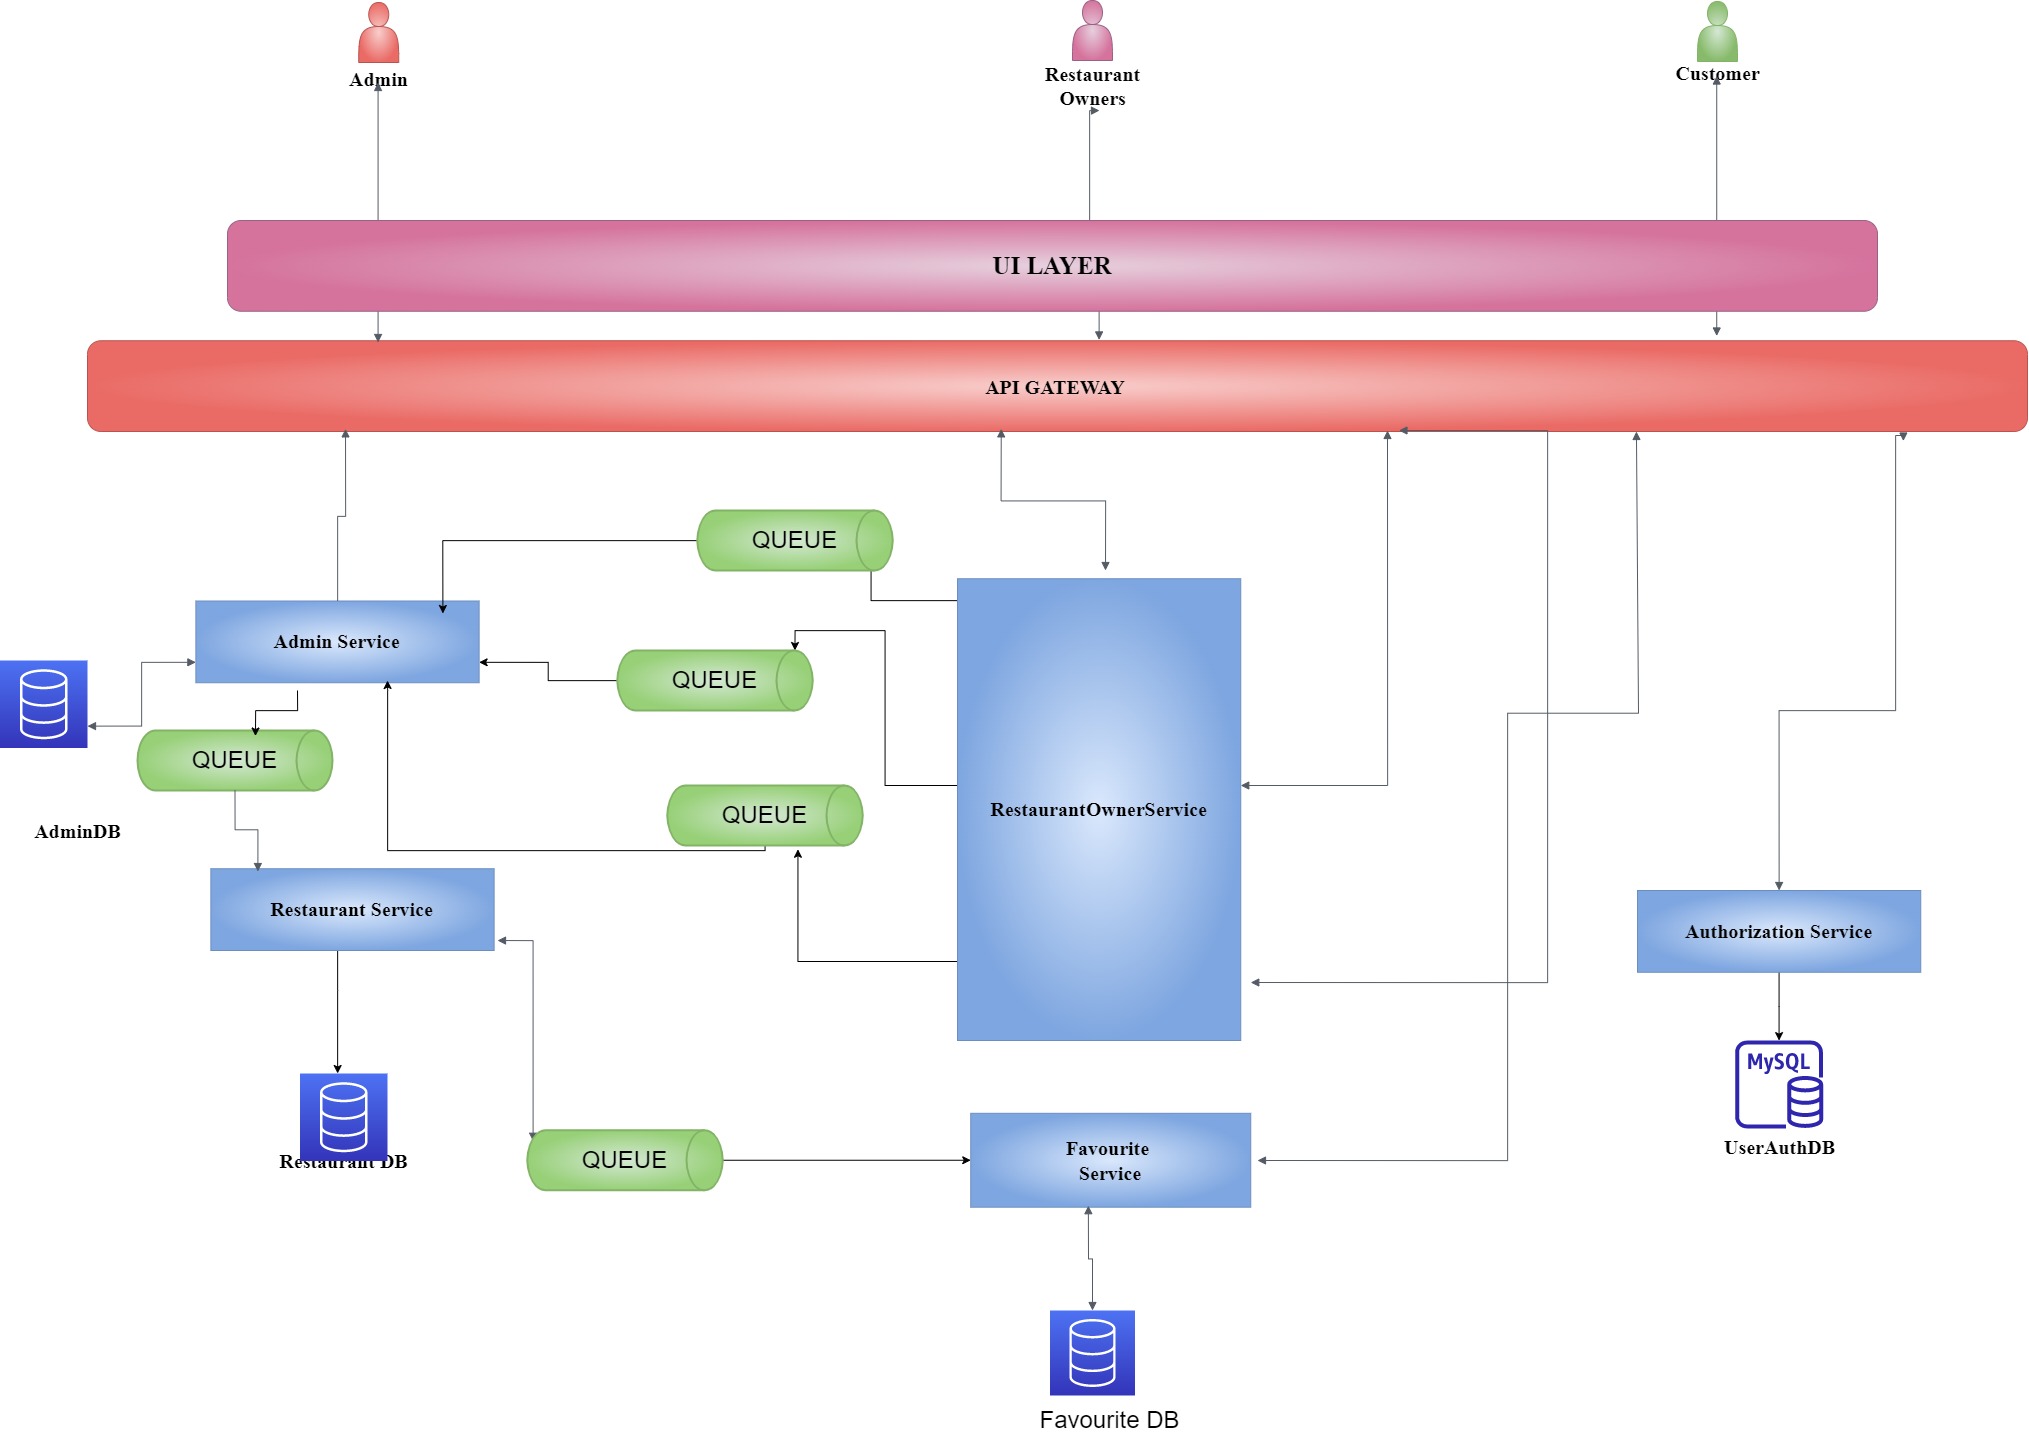 Admin
Restaurant
Owners
Customer
UI LAYER
API GATEWAY
QUEUE
Admin Service
QUEUE
QUEUE
AdminDB
QUEUE
RestaurantOwnerService
Restaurant Service
Authorization Service
MySQL
UserAuthDB
Restaurant DB
QUEUE
Favourite
Service
Favourite DB